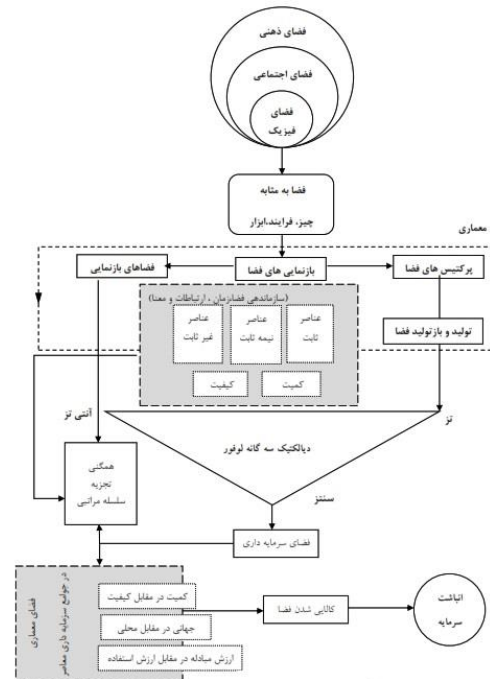 فضای ذهنی
فضای اجتماعی
فضای
فیزیک
فضا به مثابه
چیز، فرایند،ابزار
معماری
پرکتیس های فضا
بازنمایی های فضا
فضاهای بازنمایی
(سازماندهی فضا،زمان ، ارتباطات و معنا)
عناصر
ثابت
عناصر
نیمه ثابت
عناصر
غیر ثابت
تولید و بازتولید فضا
کمیت
کیفیت
تز
آنتی تز
دیالکتیک سه گانه لوفور
همگنی
تجزیه
سلسله مراتبی
سنتز
فضای سرمایه داری
فضای معماری
در جوامع سرمایه داری معاصر
کمیت در مقابل کیفیت
جهانی در مقابل محلی
ارزش مبادله در مقابل ارزش استفاده
کالایی شدن فضا
انباشت
سرمایه